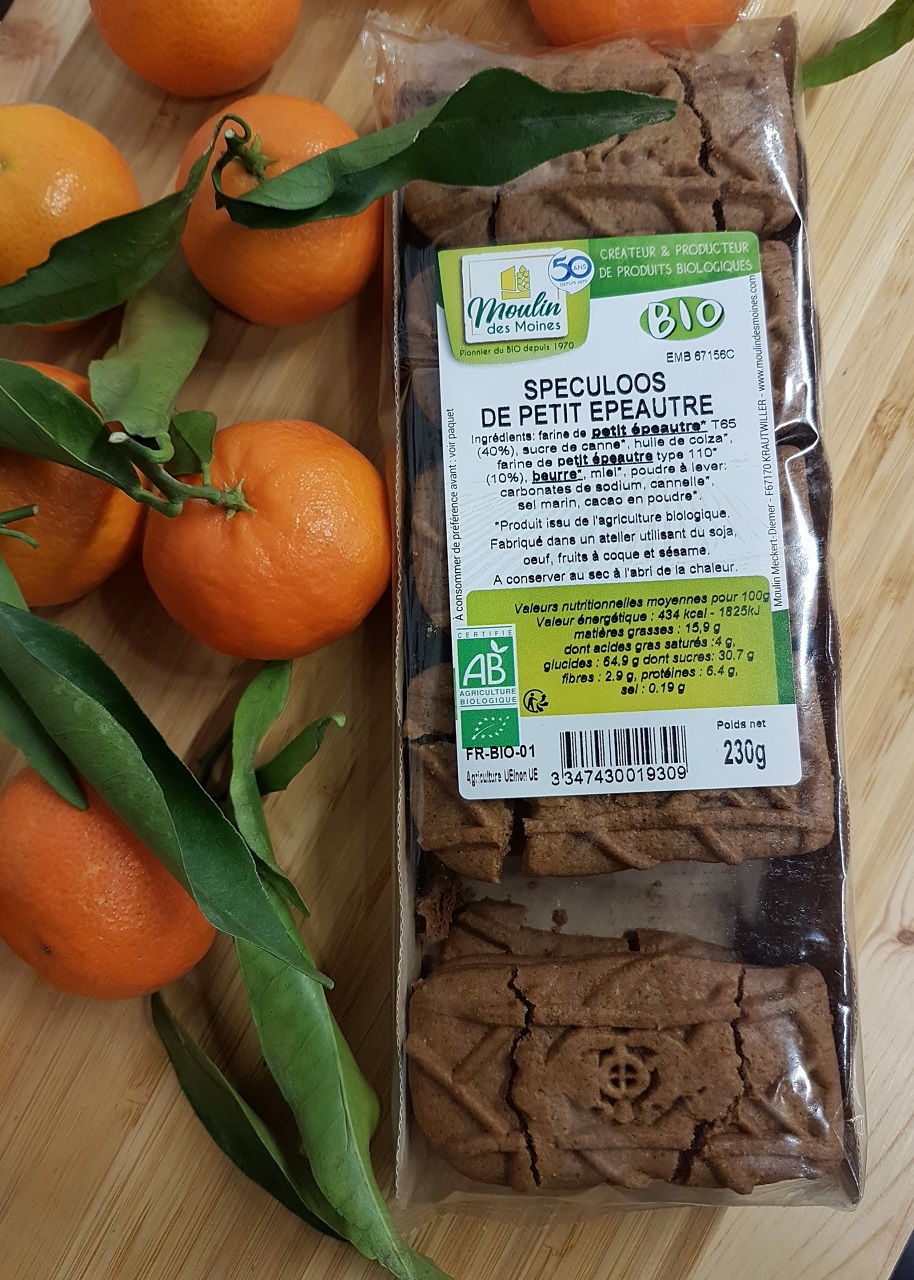 CRÉATEUR & PRODUCTEUR
DE PRODUITS BIOLOGIQUES
50 ANS
DEPUIS 1970
Moulin
des Moines
Pionnier du BIO depuis 1970
BIO
EMB 67156C
SPECULOOS
DE PETIT EPEAUTRE
Ingrédients: farine de petit épeautre* T65
(40%), sucre de canne*, huile de colza*,
farine de petit épeautre type 110*
(10%), beurre*, miel*, poudre à lever:
carbonates de sodium, cannelle*,
sel marin, cacao en poudre*.
*Produit issu de l'agriculture biologique.
Fabriqué dans un atelier utilisant du soja,
oeuf, fruits à coque et sésame.
A conserver au sec à l'abri de la chaleur.
A consommer de préférence avant : voir paquet
Moulin Meckert-Diemer - F67170 KRAUTWILLER - www.moulindesmoines.com
Valeurs nutritionnelles moyennes pour 100g
Valeur énergétique : 434 kcal - 1825kJ
matières grasses : 15,9 g
dont acides gras saturés :4 g,
glucides : 64.9 g dont sucres: 30.7 g
fibres : 2.9 g, protéines : 6.4 g,
sel : 0.19 g
CERTIFIÉ
AB
AGRICULTURE
BIOLOGIQUE
FR-BIO-01
Agriculture UE/non UE
3 347430 019309
Poids net
230g